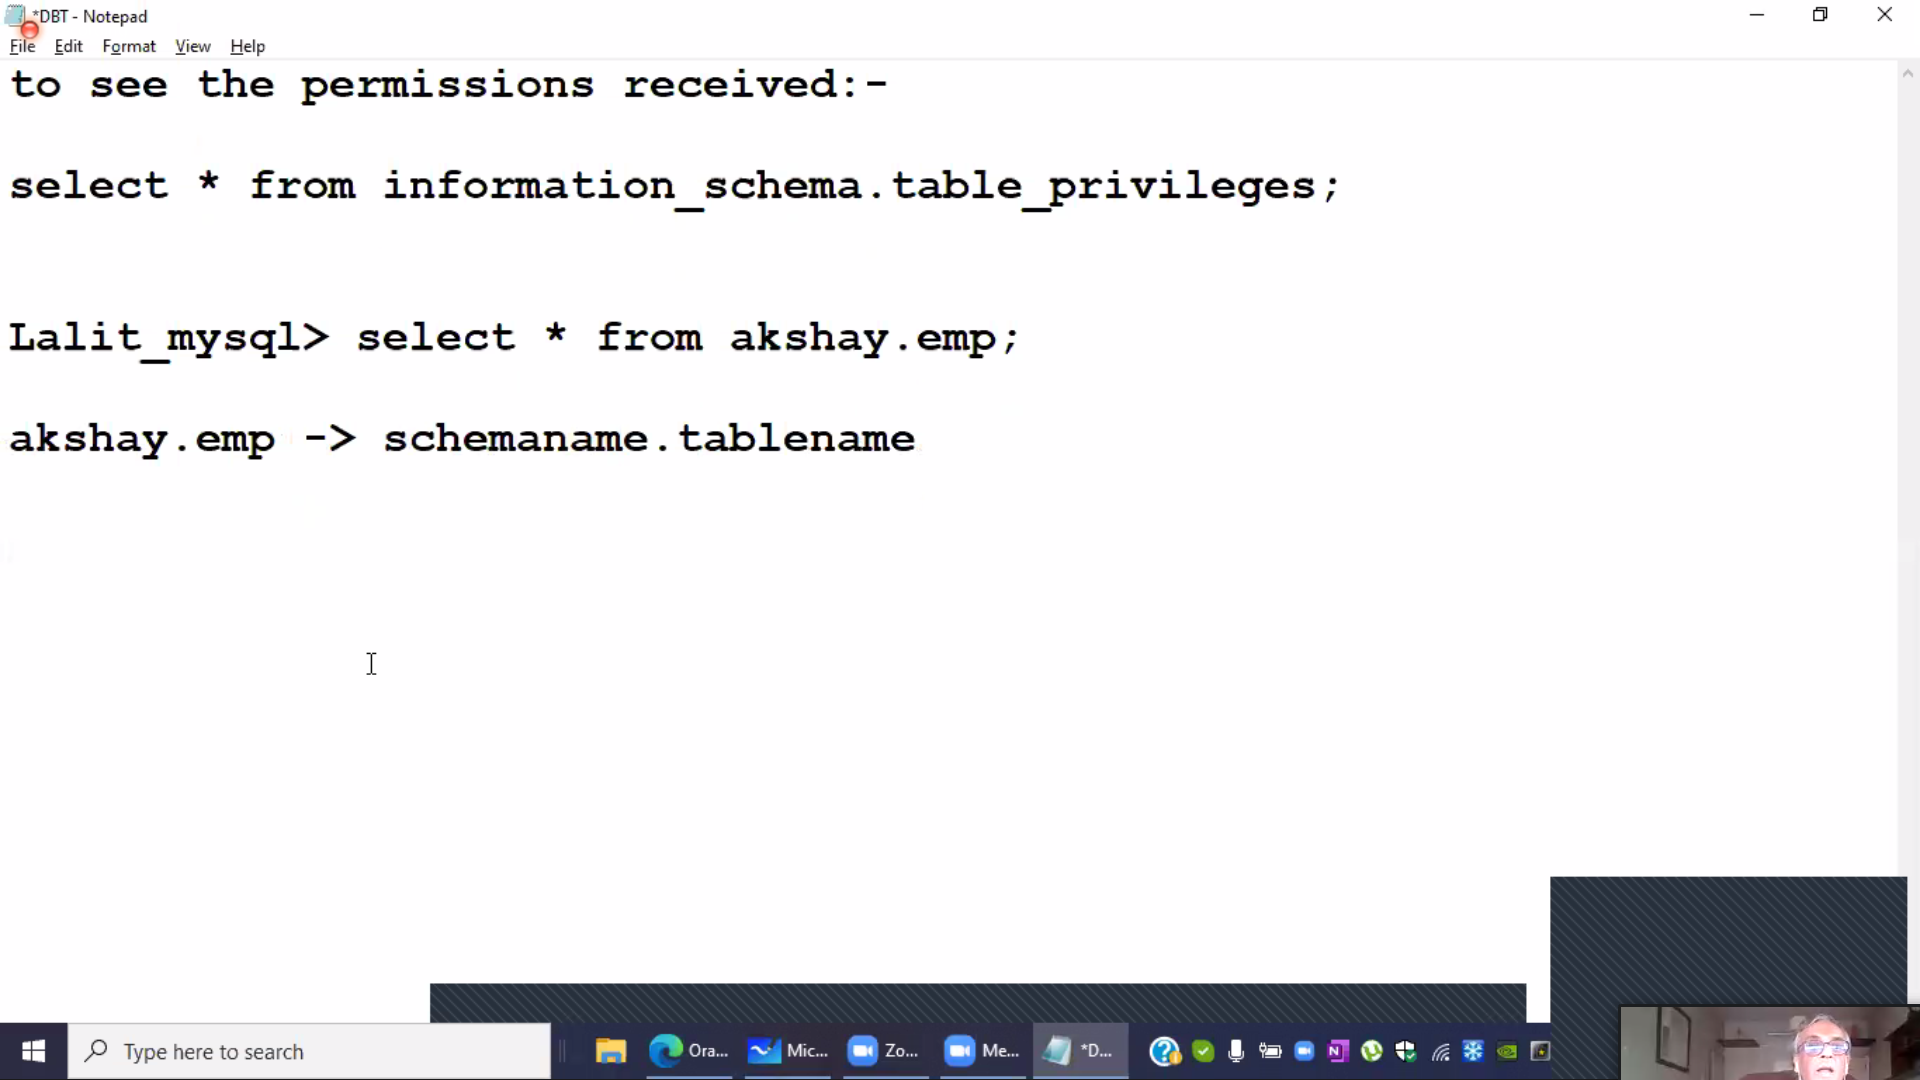 *DBT - Notepad
File Edit Format View Help
to see the permissions received:-
select * from information_schema.table_privileges;
Lalit_mysql> select * from akshay.emp;
akshay.emp -> schemaname.tablename
Type here to search
Ora...
Mic...
Zo...
Me...
*D...